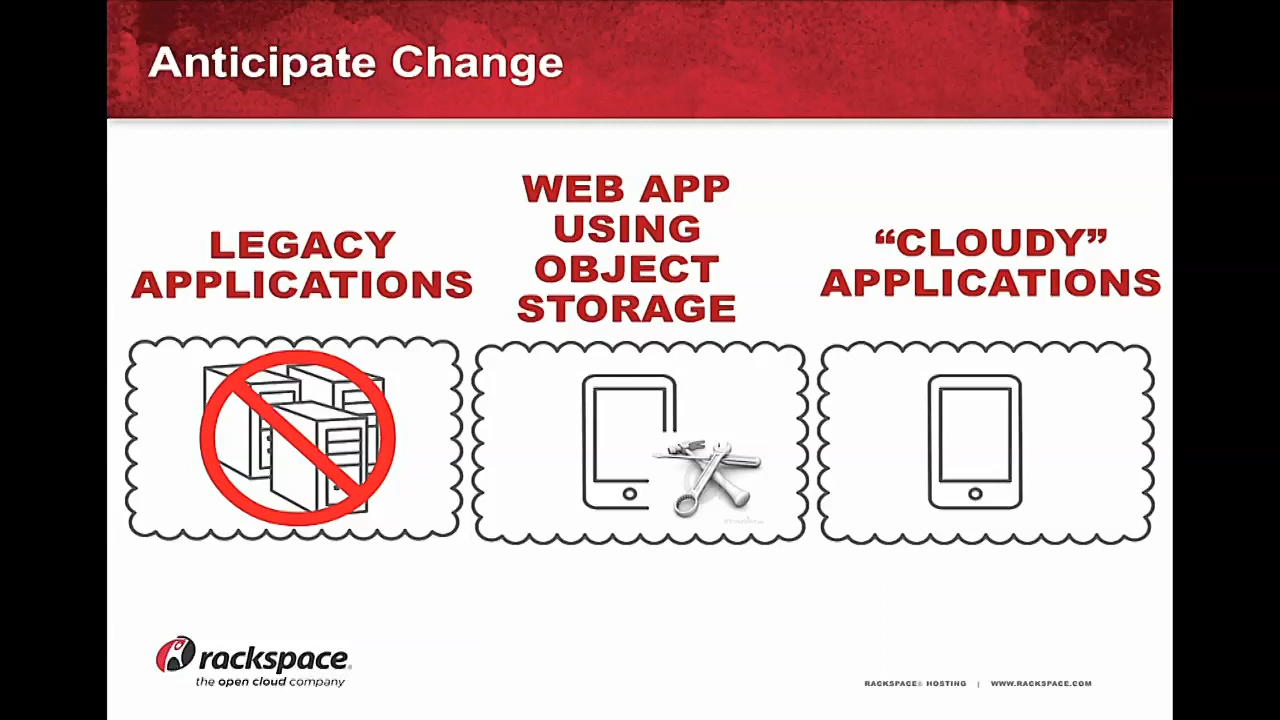 Anticipate Change
LEGACY
APPLICATIONS
WEB APP
USING
OBJECT
STORAGE
“CLOUDY”
APPLICATIONS
rackspace®
the open cloud company
RACKSPACE® HOSTING | WWW.RACKSPACE.COM